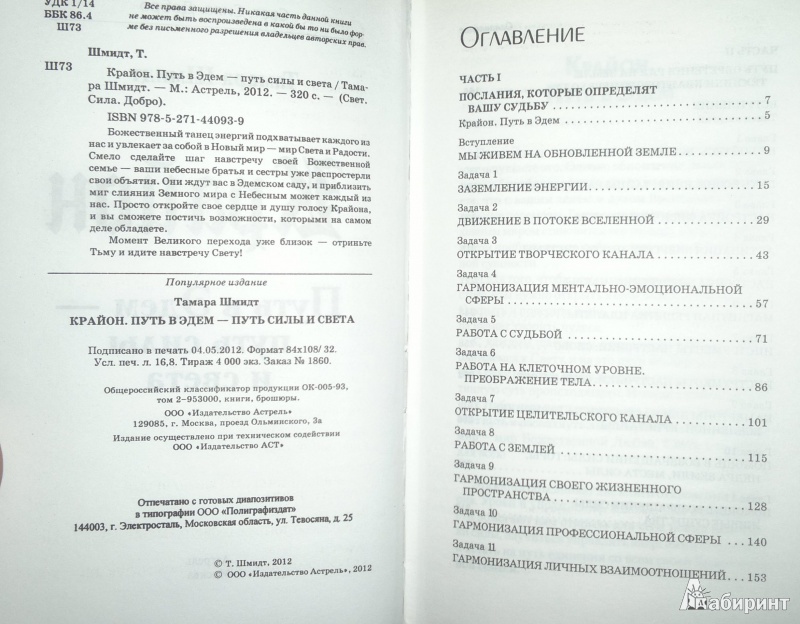 УДК 1/14
ББК 86.4
Ш73
Все права защищены. Никакая часть данной книги
не может быть воспроизведена в какой бы то ни было фор-
ме без письменного разрешения владельцев авторских прав.
Шмидт, Т.
Ш73
Крайон. Путь в Эдем — путь силы и света / Тама-
ра Шмидт. — М.: Астрель, 2012. — 320 с. — (Свет.
Сила. Добро).
ISBN 978-5-271-44093-9
Божественный танец энергий подхватывает каждого из
нас и увлекает за собой в Новый мир — мир Света и Радости.
Смело сделайте шаг навстречу своей Божественной
семье — ваши небесные братья и сестры уже распростерли
свои объятия. Они ждут вас в Эдемском саду, и приблизить
миг слияния Земного мира с Небесным может каждый из
нас. Просто откройте свое сердце и душу голосу Крайона,
и вы сможете постичь возможности, которыми на самом
деле обладаете.
Момент Великого перехода уже близок — отриньте
Тьму и идите навстречу Свету!
Популярное издание
Тамара Шмидт
КРАЙОН. ПУТЬ В ЭДЕМ — ПУТЬ СИЛЫ И СВЕТА
Подписано в печать 04.05.2012. Формат 84х108/32.
Усл. печ. л. 16,8. Тираж 4 000 экз. Заказ № 1860.
Общероссийский классификатор продукции ОК-005-93,
том 2–953000, книги, брошюры.
ООО «Издательство Астрель»
129085, г. Москва, проезд Ольминского, 3а
Издание осуществлено при техническом содействии
ООО «Издательство АСТ»
Отпечатано с готовых диапозитивов
в типографии ООО «Полиграфиздат»
144003, г. Электросталь, Московская область, ул. Тевосяна, д. 25
© Т. Шмидт, 2012
© ООО «Издательство Астрель», 2012
ОГЛАВЛЕНИЕ
ЧАСТЬ I
ПОСЛАНИЯ, КОТОРЫЕ ОПРЕДЕЛЯТ
ВАШУ СУДЬБУ ........ 7
Крайон. Путь в Эдем ........ 5
Вступление
МЫ ЖИВЕМ НА ОБНОВЛЕННОЙ ЗЕМЛЕ ........ 9
Задача 1
ЗАЗЕМЛЕНИЕ ЭНЕРГИИ ........ 15
Задача 2
ДВИЖЕНИЕ В ПОТОКЕ ВСЕЛЕННОЙ ........ 29
Задача 3
ОТКРЫТИЕ ТВОРЧЕСКОГО КАНАЛА ........ 43
Задача 4
ГАРМОНИЗАЦИЯ МЕНТАЛЬНО-ЭМОЦИОНАЛЬНОЙ
СФЕРЫ ........ 57
Задача 5
РАБОТА С СУДЬБОЙ ........ 71
Задача 6
РАБОТА НА КЛЕТОЧНОМ УРОВНЕ.
ПРЕОБРАЖЕНИЕ ТЕЛА ........ 86
Задача 7
ОТКРЫТИЕ ЦЕЛИТЕЛЬСКОГО КАНАЛА ........ 101
Задача 8
РАБОТА С ЗЕМЛЕЙ ........ 115
Задача 9
ГАРМОНИЗАЦИЯ СВОЕГО ЖИЗНЕННОГО
ПРОСТРАНСТВА ........ 128
Задача 10
ГАРМОНИЗАЦИЯ ПРОФЕССИОНАЛЬНОЙ СФЕРЫ ... 140
Задача 11
ГАРМОНИЗАЦИЯ ЛИЧНЫХ ВЗАИМООТНОШЕНИЙ ... 153
Лабиринт